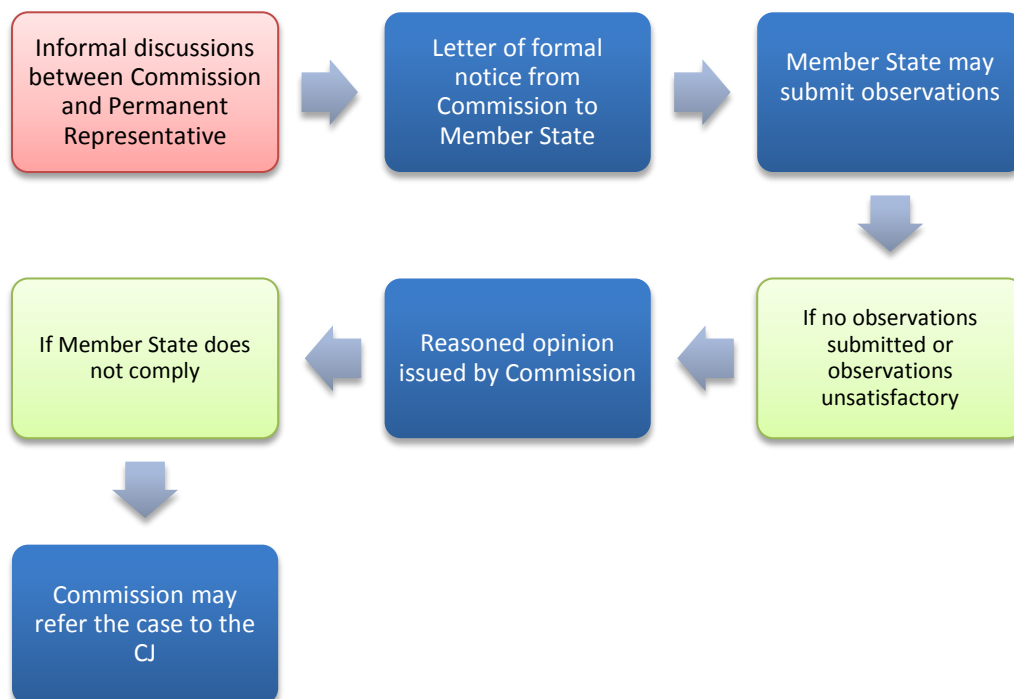 Informal discussions
between Commission
and Permanent
Representative
Letter of formal
notice from
Commission to
Member State
Member State may
submit observations
If no observations
submitted or
observations
unsatisfactory
Reasoned opinion
issued by Commission
If Member State does
not comply
Commission may
refer the case to the
CJ